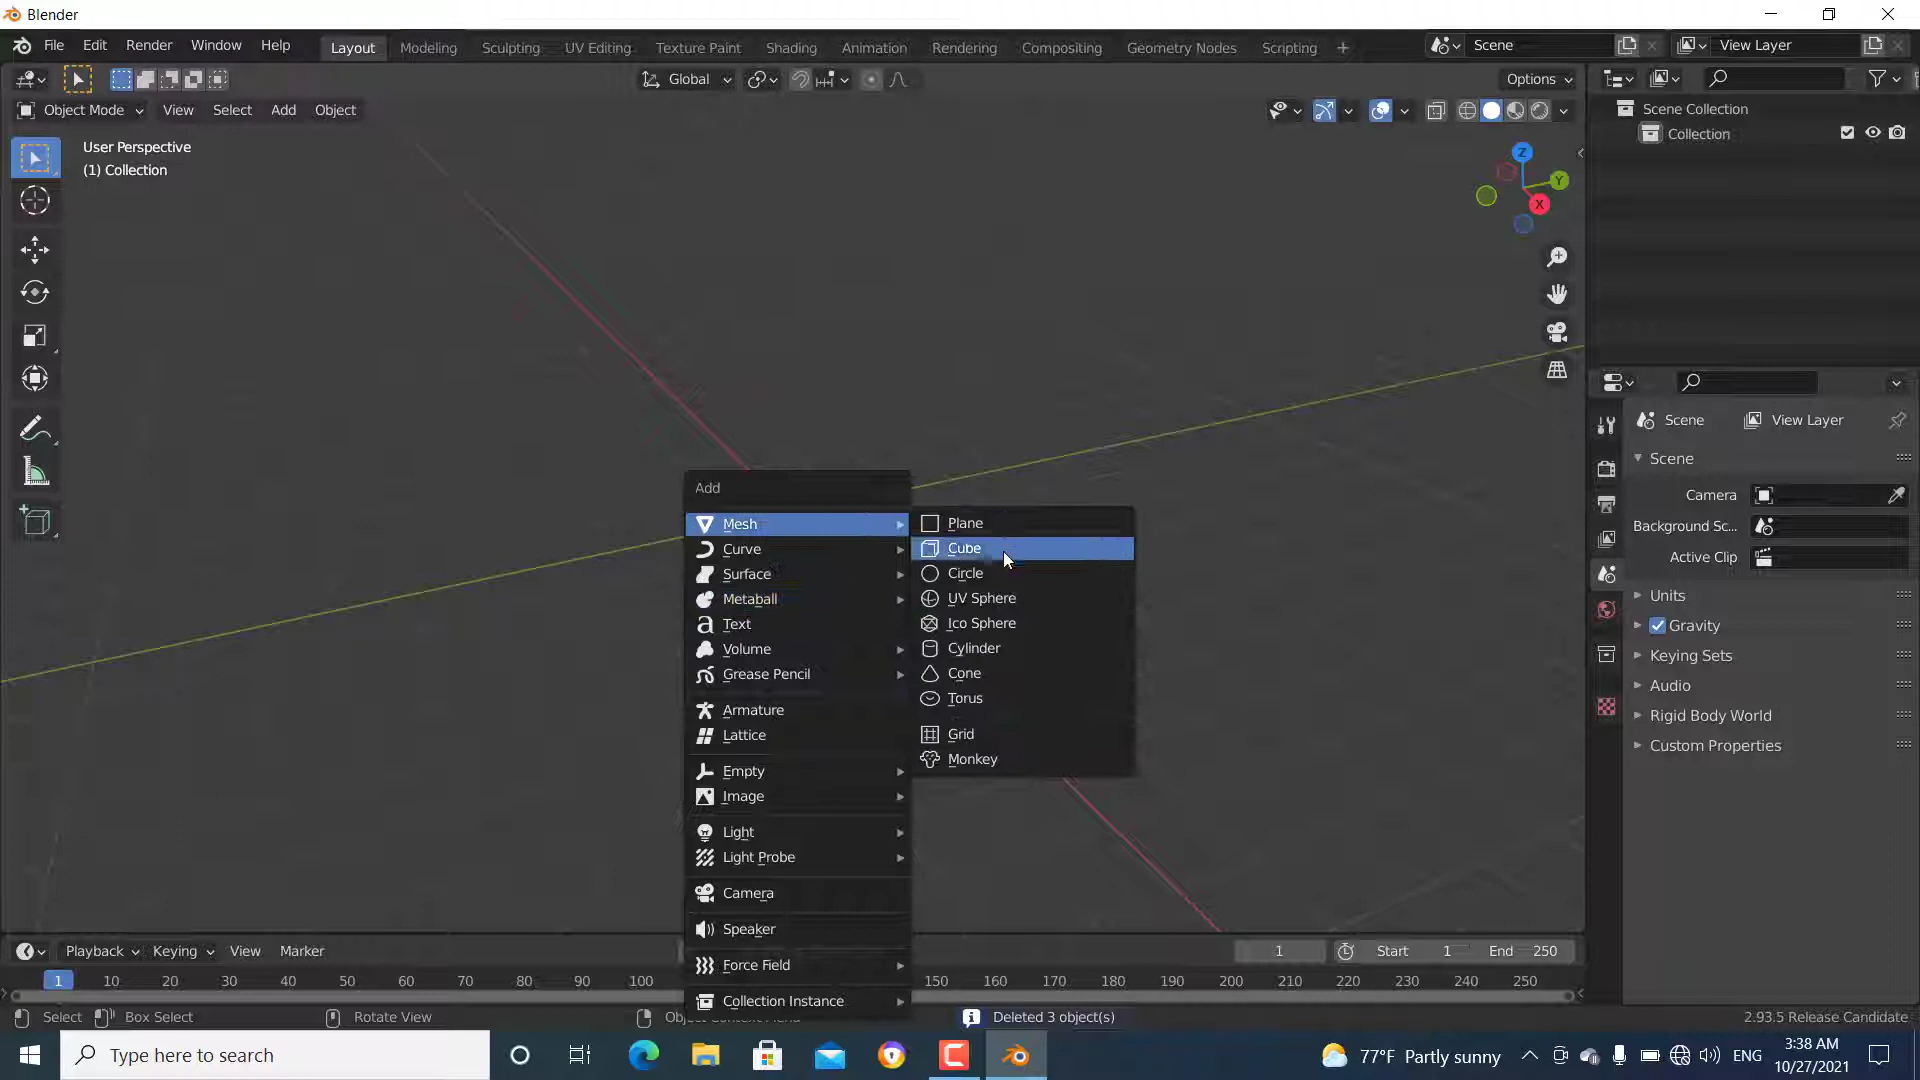 Blender
File Edit Render Window Help Layout Modeling Sculpting UV Editing Texture Paint Shading Animation Rendering Compositing Geometry Nodes Scripting + Scene View Layer
Global Options
Object Mode View Select Add Object
Scene Collection
Collection
User Perspective
(1) Collection
Z
Y
X
Scene View Layer
Scene
Camera
Background Sc...
Active Clip
Units
Gravity
Keying Sets
Audio
Rigid Body World
Custom Properties
Add
Mesh
Curve
Surface
Metaball
Text
Volume
Grease Pencil
Armature
Lattice
Empty
Image
Light
Light Probe
Camera
Speaker
Force Field
Collection Instance
Plane
Cube
Circle
UV Sphere
Ico Sphere
Cylinder
Cone
Torus
Grid
Monkey
Playback Keying View Marker 1 Start 1 End 250
1 10 20 30 40 50 60 70 80 90 100 150 160 170 180 190 200 210 220 230 240 250
Select Box Select Rotate View Object Context Menu Deleted 3 object(s) 2.93.5 Release Candidate
Type here to search 77°F Partly sunny ENG 3:38 AM
10/27/2021